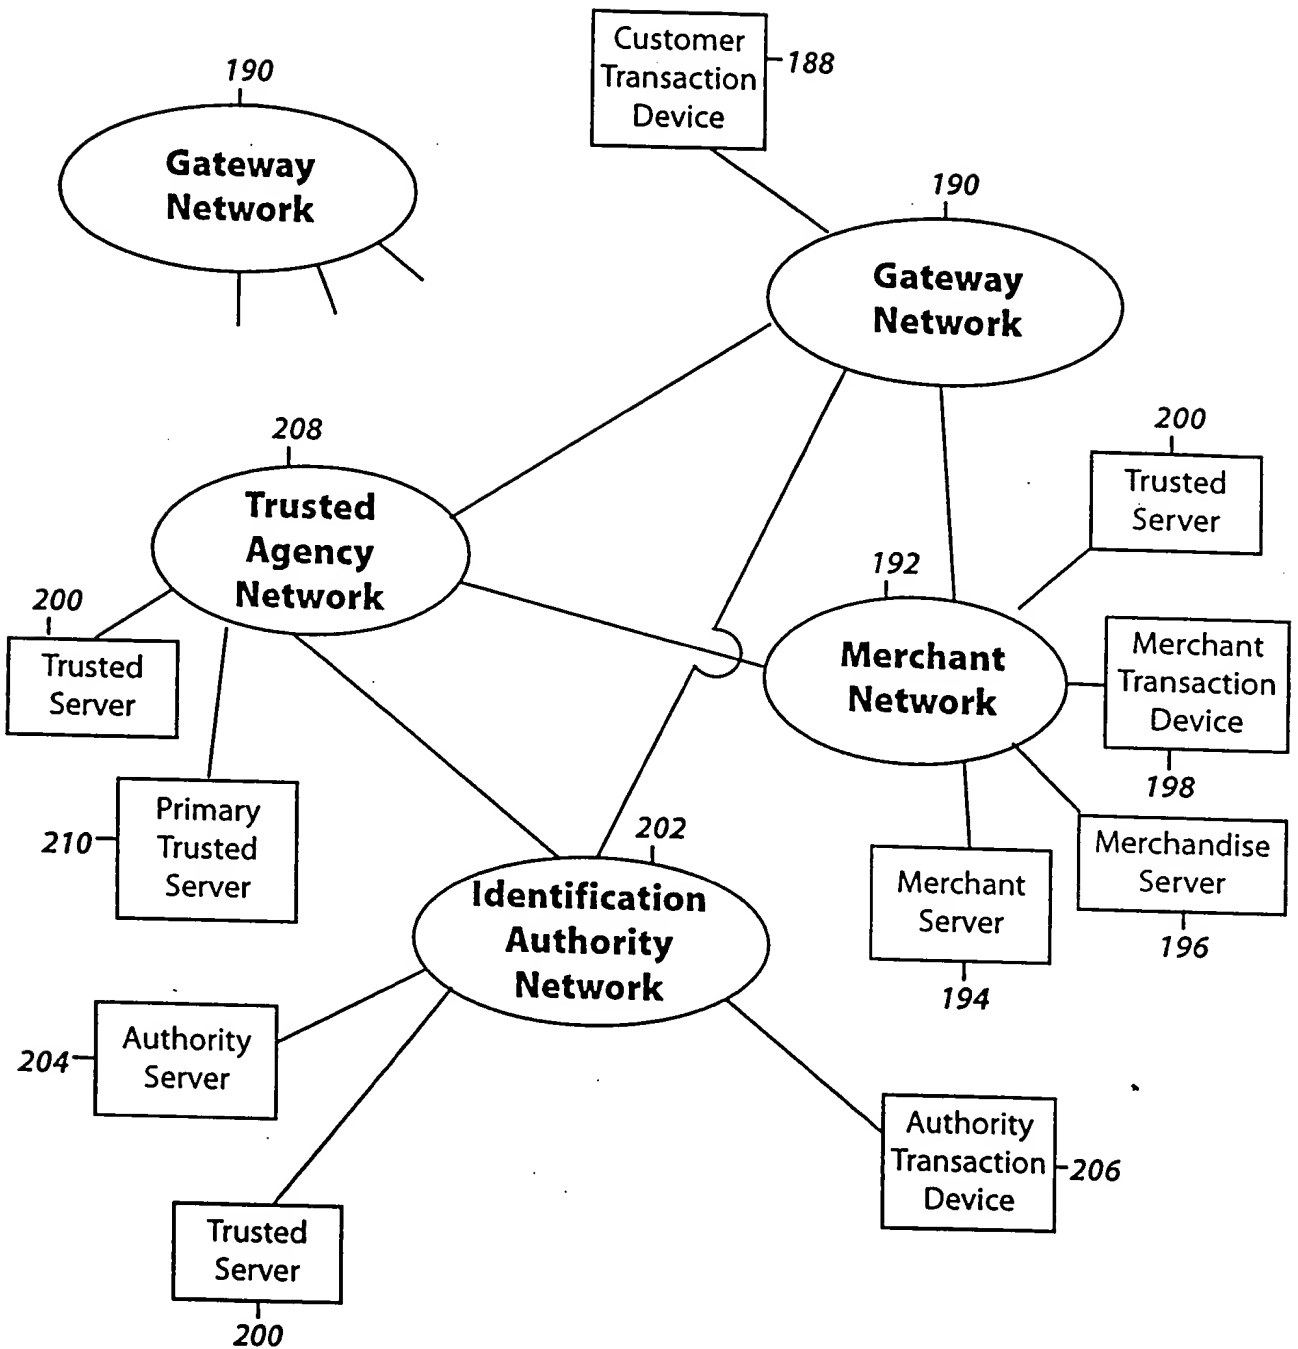 Customer
Transaction
Device
188
190
Gateway
Network
190
Gateway
Network
208
Trusted
Agency
Network
200
Trusted
Server
192
Merchant
Network
200
Trusted
Server
Merchant
Transaction
Device
198
210
Primary
Trusted
Server
202
Identification
Authority
Network
Merchant
Server
194
Merchandise
Server
196
204
Authority
Server
Authority
Transaction
Device
206
Trusted
Server
200